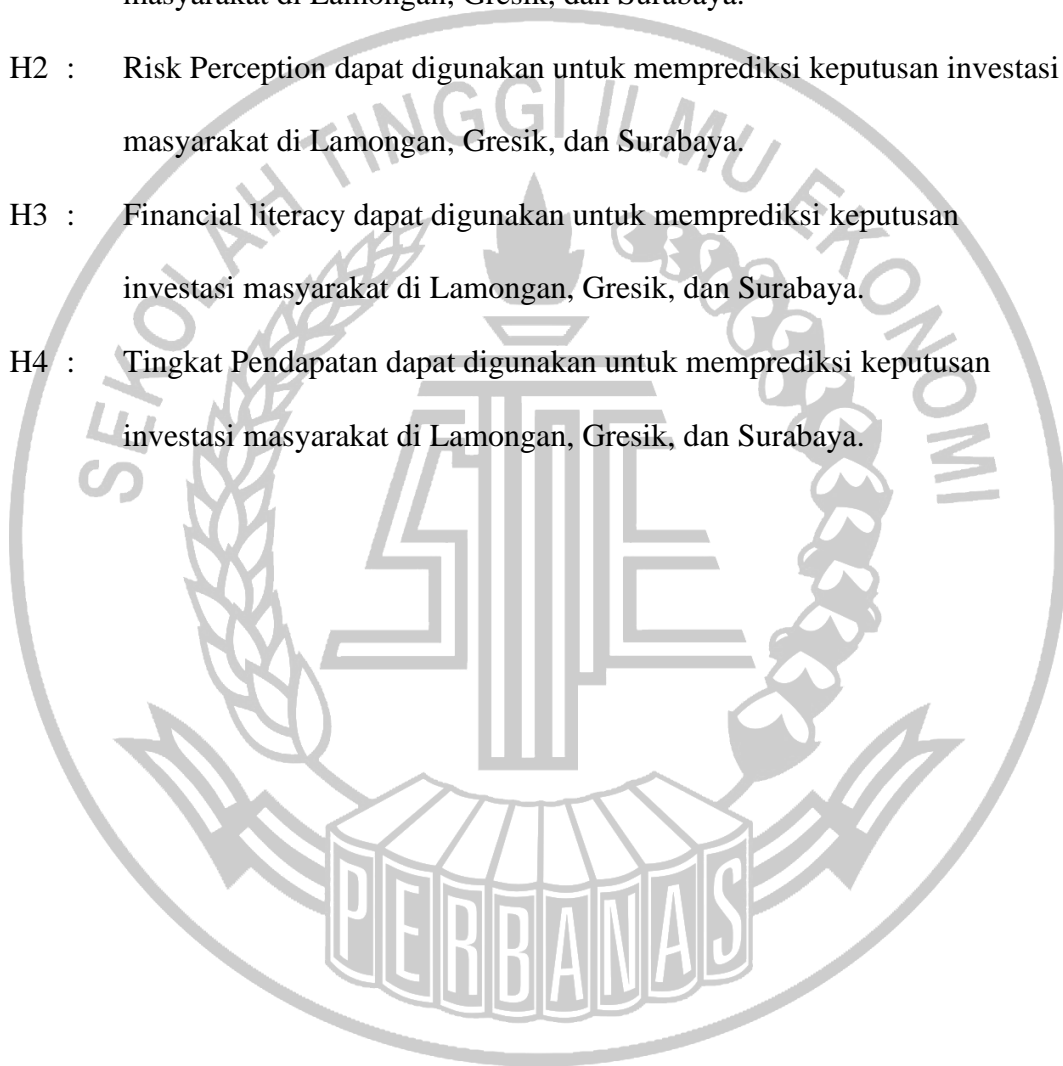 masyarakat di Lamongan, Gresik, dan Surabaya.
H2 : Risk Perception dapat digunakan untuk memprediksi keputusan investasi
masyarakat di Lamongan, Gresik, dan Surabaya.
H3 : Financial literacy dapat digunakan untuk memprediksi keputusan
investasi masyarakat di Lamongan, Gresik, dan Surabaya.
H4 : Tingkat Pendapatan dapat digunakan untuk memprediksi keputusan
investasi masyarakat di Lamongan, Gresik, dan Surabaya.
SEKOLAH TINGGI ILMU EKONOMI
STIE
PERBANAS